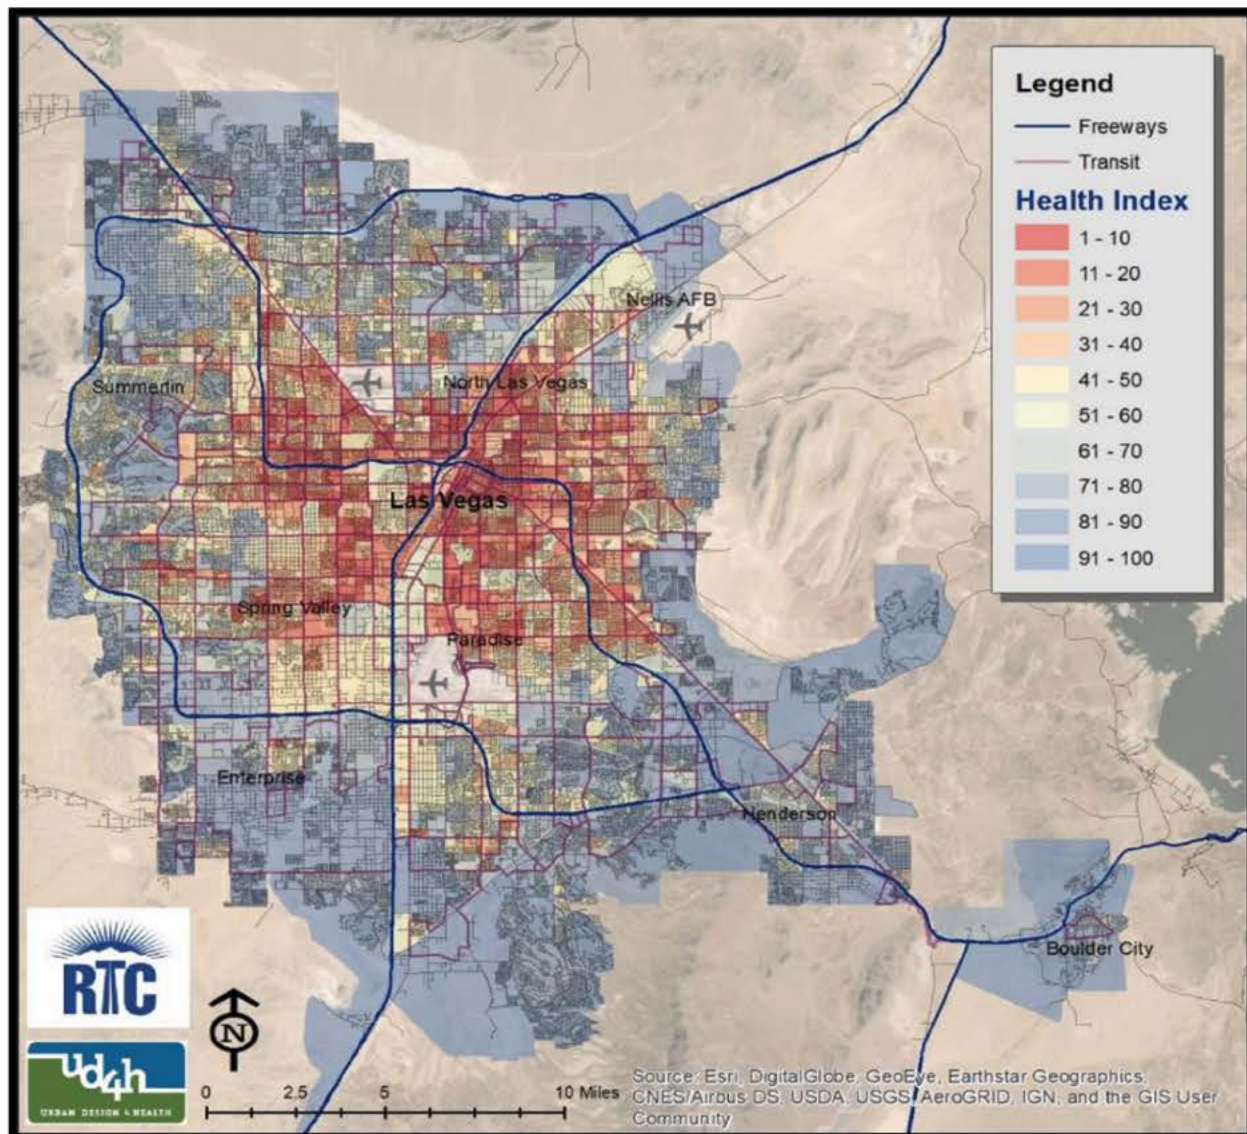 Legend
Freeways
Transit
Health Index
1 - 10
11 - 20
21 - 30
31 - 40
41 - 50
51 - 60
61 - 70
71 - 80
81 - 90
91 - 100
Nellis AFB
Summerlin
North Las Vegas
Las Vegas
Spring Valley
Paradise
Enterprise
Henderson
Boulder City
RTC
N
ud4h
URBAN DESIGN 4 HEALTH
0 2.5 5 10 Miles
Source: Esri, DigitalGlobe, GeoEye, Earthstar Geographics,
CNES/Airbus DS, USDA, USGS, AeroGRID, IGN, and the GIS User
Community